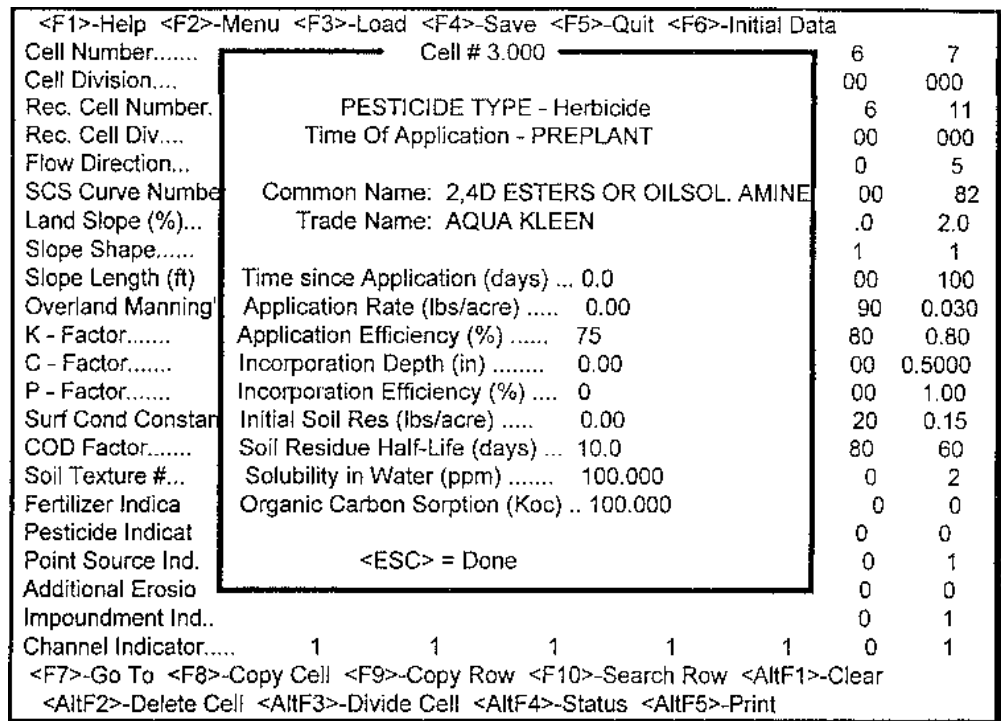 <F1>-Help <F2>-Menu <F3>-Load <F4>-Save <F5>-Quit <F6>-Initial Data
Cell Number....... 6 7
Cell # 3.000
Cell Division.... 00 000
Rec. Cell Number. 6 11
PESTICIDE TYPE - Herbicide
Rec. Cell Div.... 00 000
Time Of Application - PREPLANT
Flow Direction... 0 5
SCS Curve Numbe 00 82
Common Name: 2,4D ESTERS OR OILSOL. AMINE
Land Slope (%)... .0 2.0
Trade Name: AQUA KLEEN
Slope Shape...... 1 1
Slope Length (ft) 00 100
Time since Application (days) ... 0.0
Overland Manning' 90 0.030
Application Rate (lbs/acre) ..... 0.00
K - Factor....... 80 0.80
Application Efficiency (%) ...... 75
C - Factor....... 00 0.5000
Incorporation Depth (in) ........ 0.00
P - Factor....... 00 1.00
Incorporation Efficiency (%) .... 0
Surf Cond Constan 20 0.15
Initial Soil Res (lbs/acre) ..... 0.00
COD Factor....... 80 60
Soil Residue Half-Life (days) ... 10.0
Soil Texture #... 0 2
Solubility in Water (ppm) ....... 100.000
Fertilizer Indica 0 0
Organic Carbon Sorption (Koc) .. 100.000
Pesticide Indicat 0 0
Point Source Ind. 0 1
<ESC> = Done
Additional Erosio 0 0
Impoundment Ind.. 0 1
Channel Indicator..... 1 1 1 1 1 0 1
<F7>-Go To <F8>-Copy Cell <F9>-Copy Row <F10>-Search Row <AltF1>-Clear
<AltF2>-Delete Cell <AltF3>-Divide Cell <AltF4>-Status <AltF5>-Print